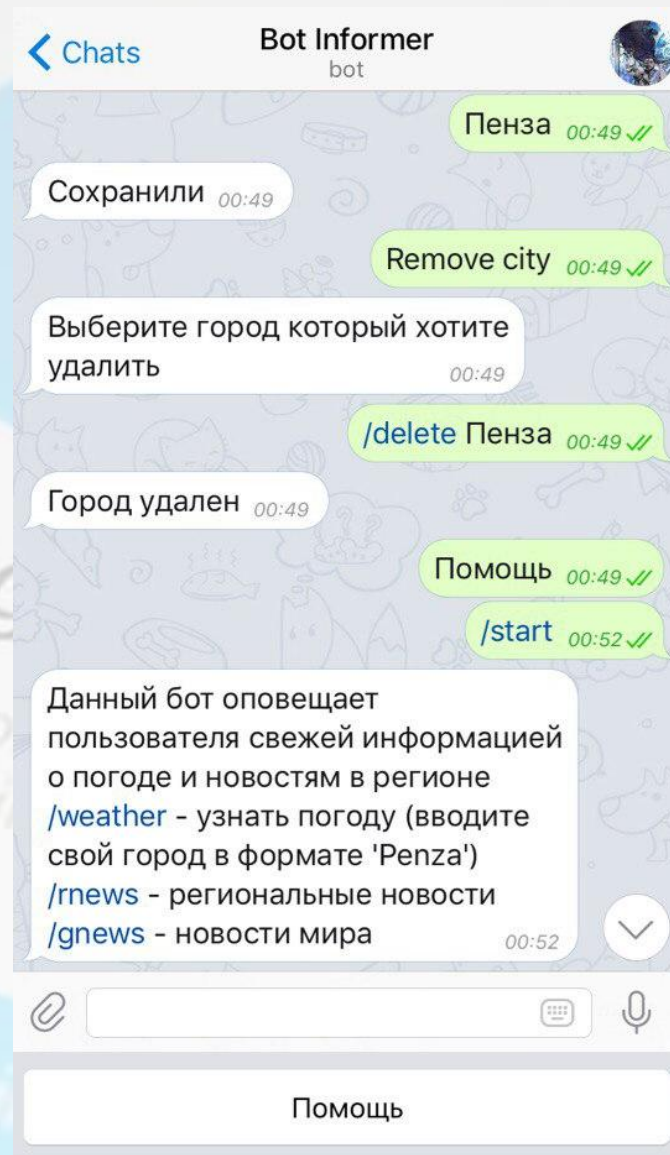 Chats
Bot Informer
bot
Пенза 00:49
Сохранили 00:49
Remove city 00:49
Выберите город который хотите
удалить 00:49
/delete Пенза 00:49
Город удален 00:49
Помощь 00:49
/start 00:52
Данный бот оповещает
пользователя свежей информацией
о погоде и новостям в регионе
/weather - узнать погоду (вводите
свой город в формате 'Penza')
/rnews - региональные новости
/gnews - новости мира 00:52
Помощь